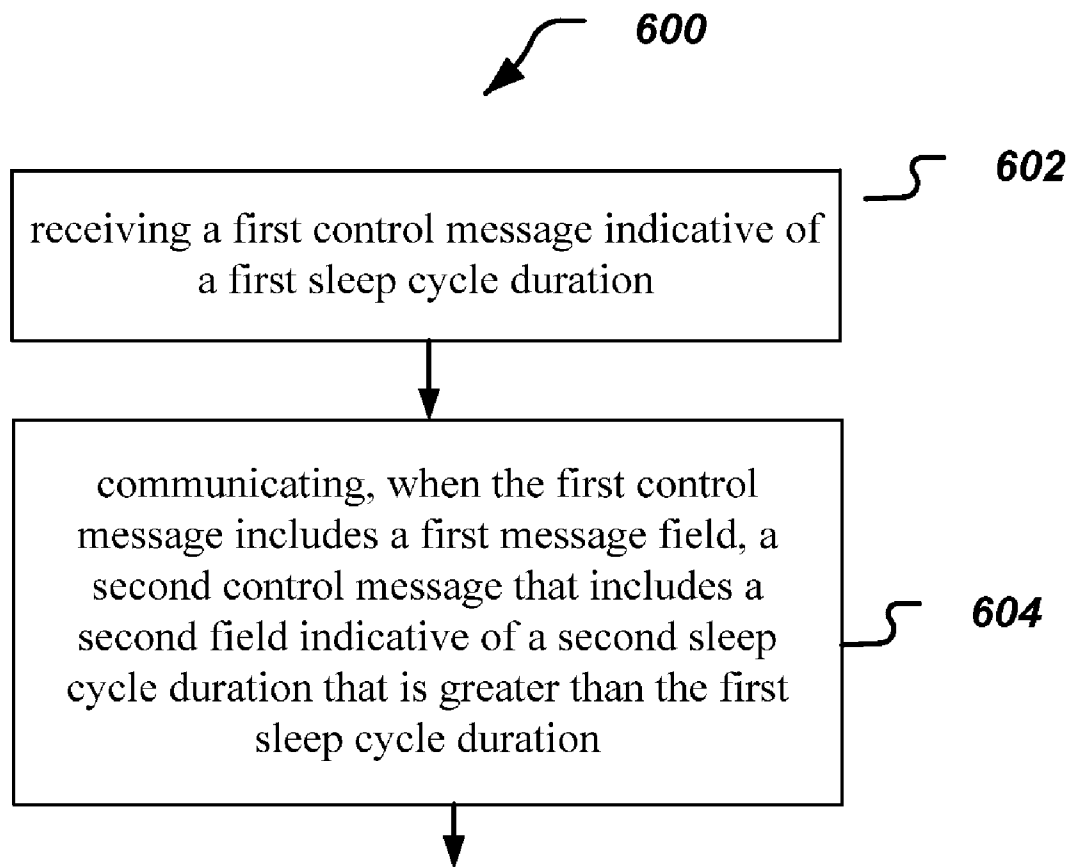 600
602
receiving a first control message indicative of
a first sleep cycle duration
communicating, when the first control
message includes a first message field, a
second control message that includes a
second field indicative of a second sleep
cycle duration that is greater than the first
sleep cycle duration
604